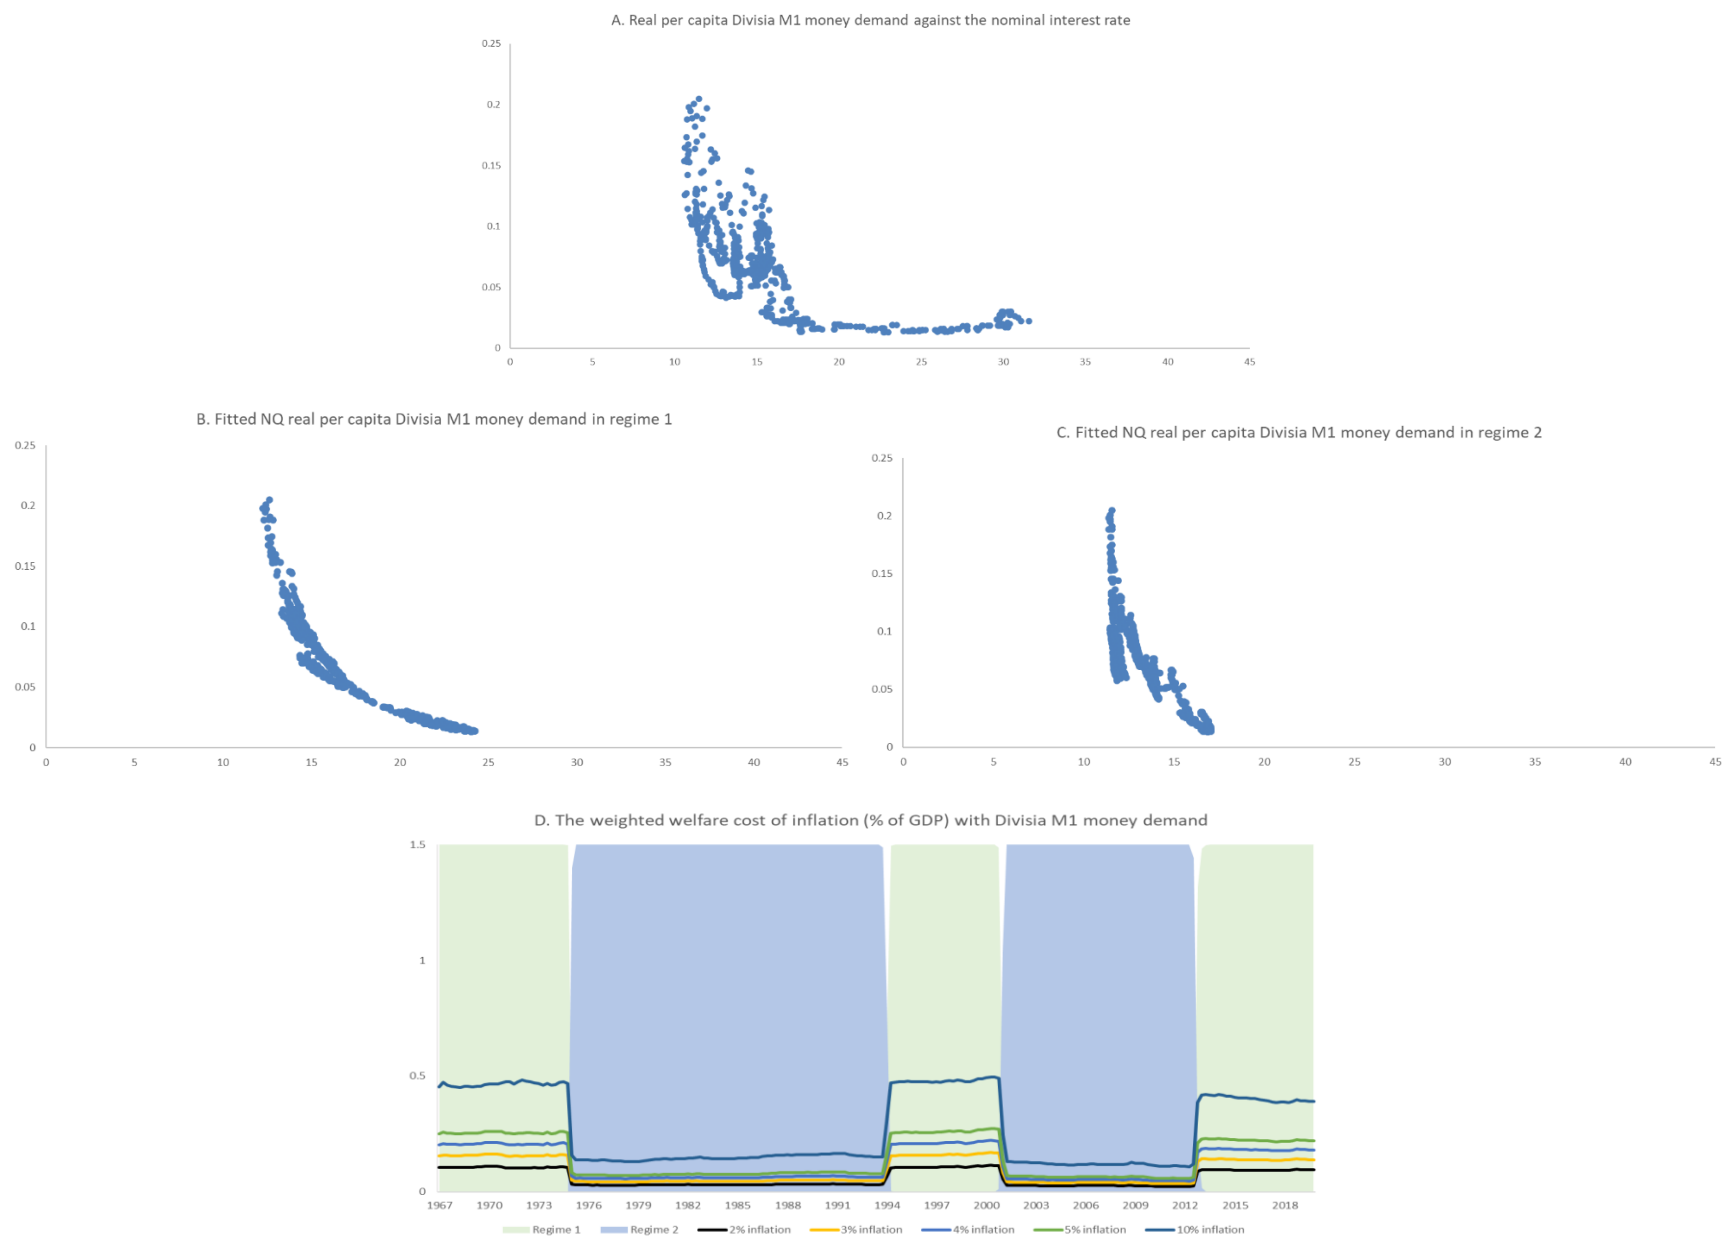 A. Real per capita Divisia M1 money demand against the nominal interest rate
0.25
0.2
0.15
0.1
0.05
0
0 5 10 15 20 25 30 35 40 45
B. Fitted NQ real per capita Divisia M1 money demand in regime 1
0.25
0.2
0.15
0.1
0.05
0
0 5 10 15 20 25 30 35 40 45
C. Fitted NQ real per capita Divisia M1 money demand in regime 2
0.25
0.2
0.15
0.1
0.05
0
0 5 10 15 20 25 30 35 40 45
D. The weighted welfare cost of inflation (% of GDP) with Divisia M1 money demand
1.5
1
0.5
0
1967 1970 1973 1976 1979 1982 1985 1988 1991 1994 1997 2000 2003 2006 2009 2012 2015 2018
Regime 1 Regime 2 2% inflation 3% inflation 4% inflation 5% inflation 10% inflation